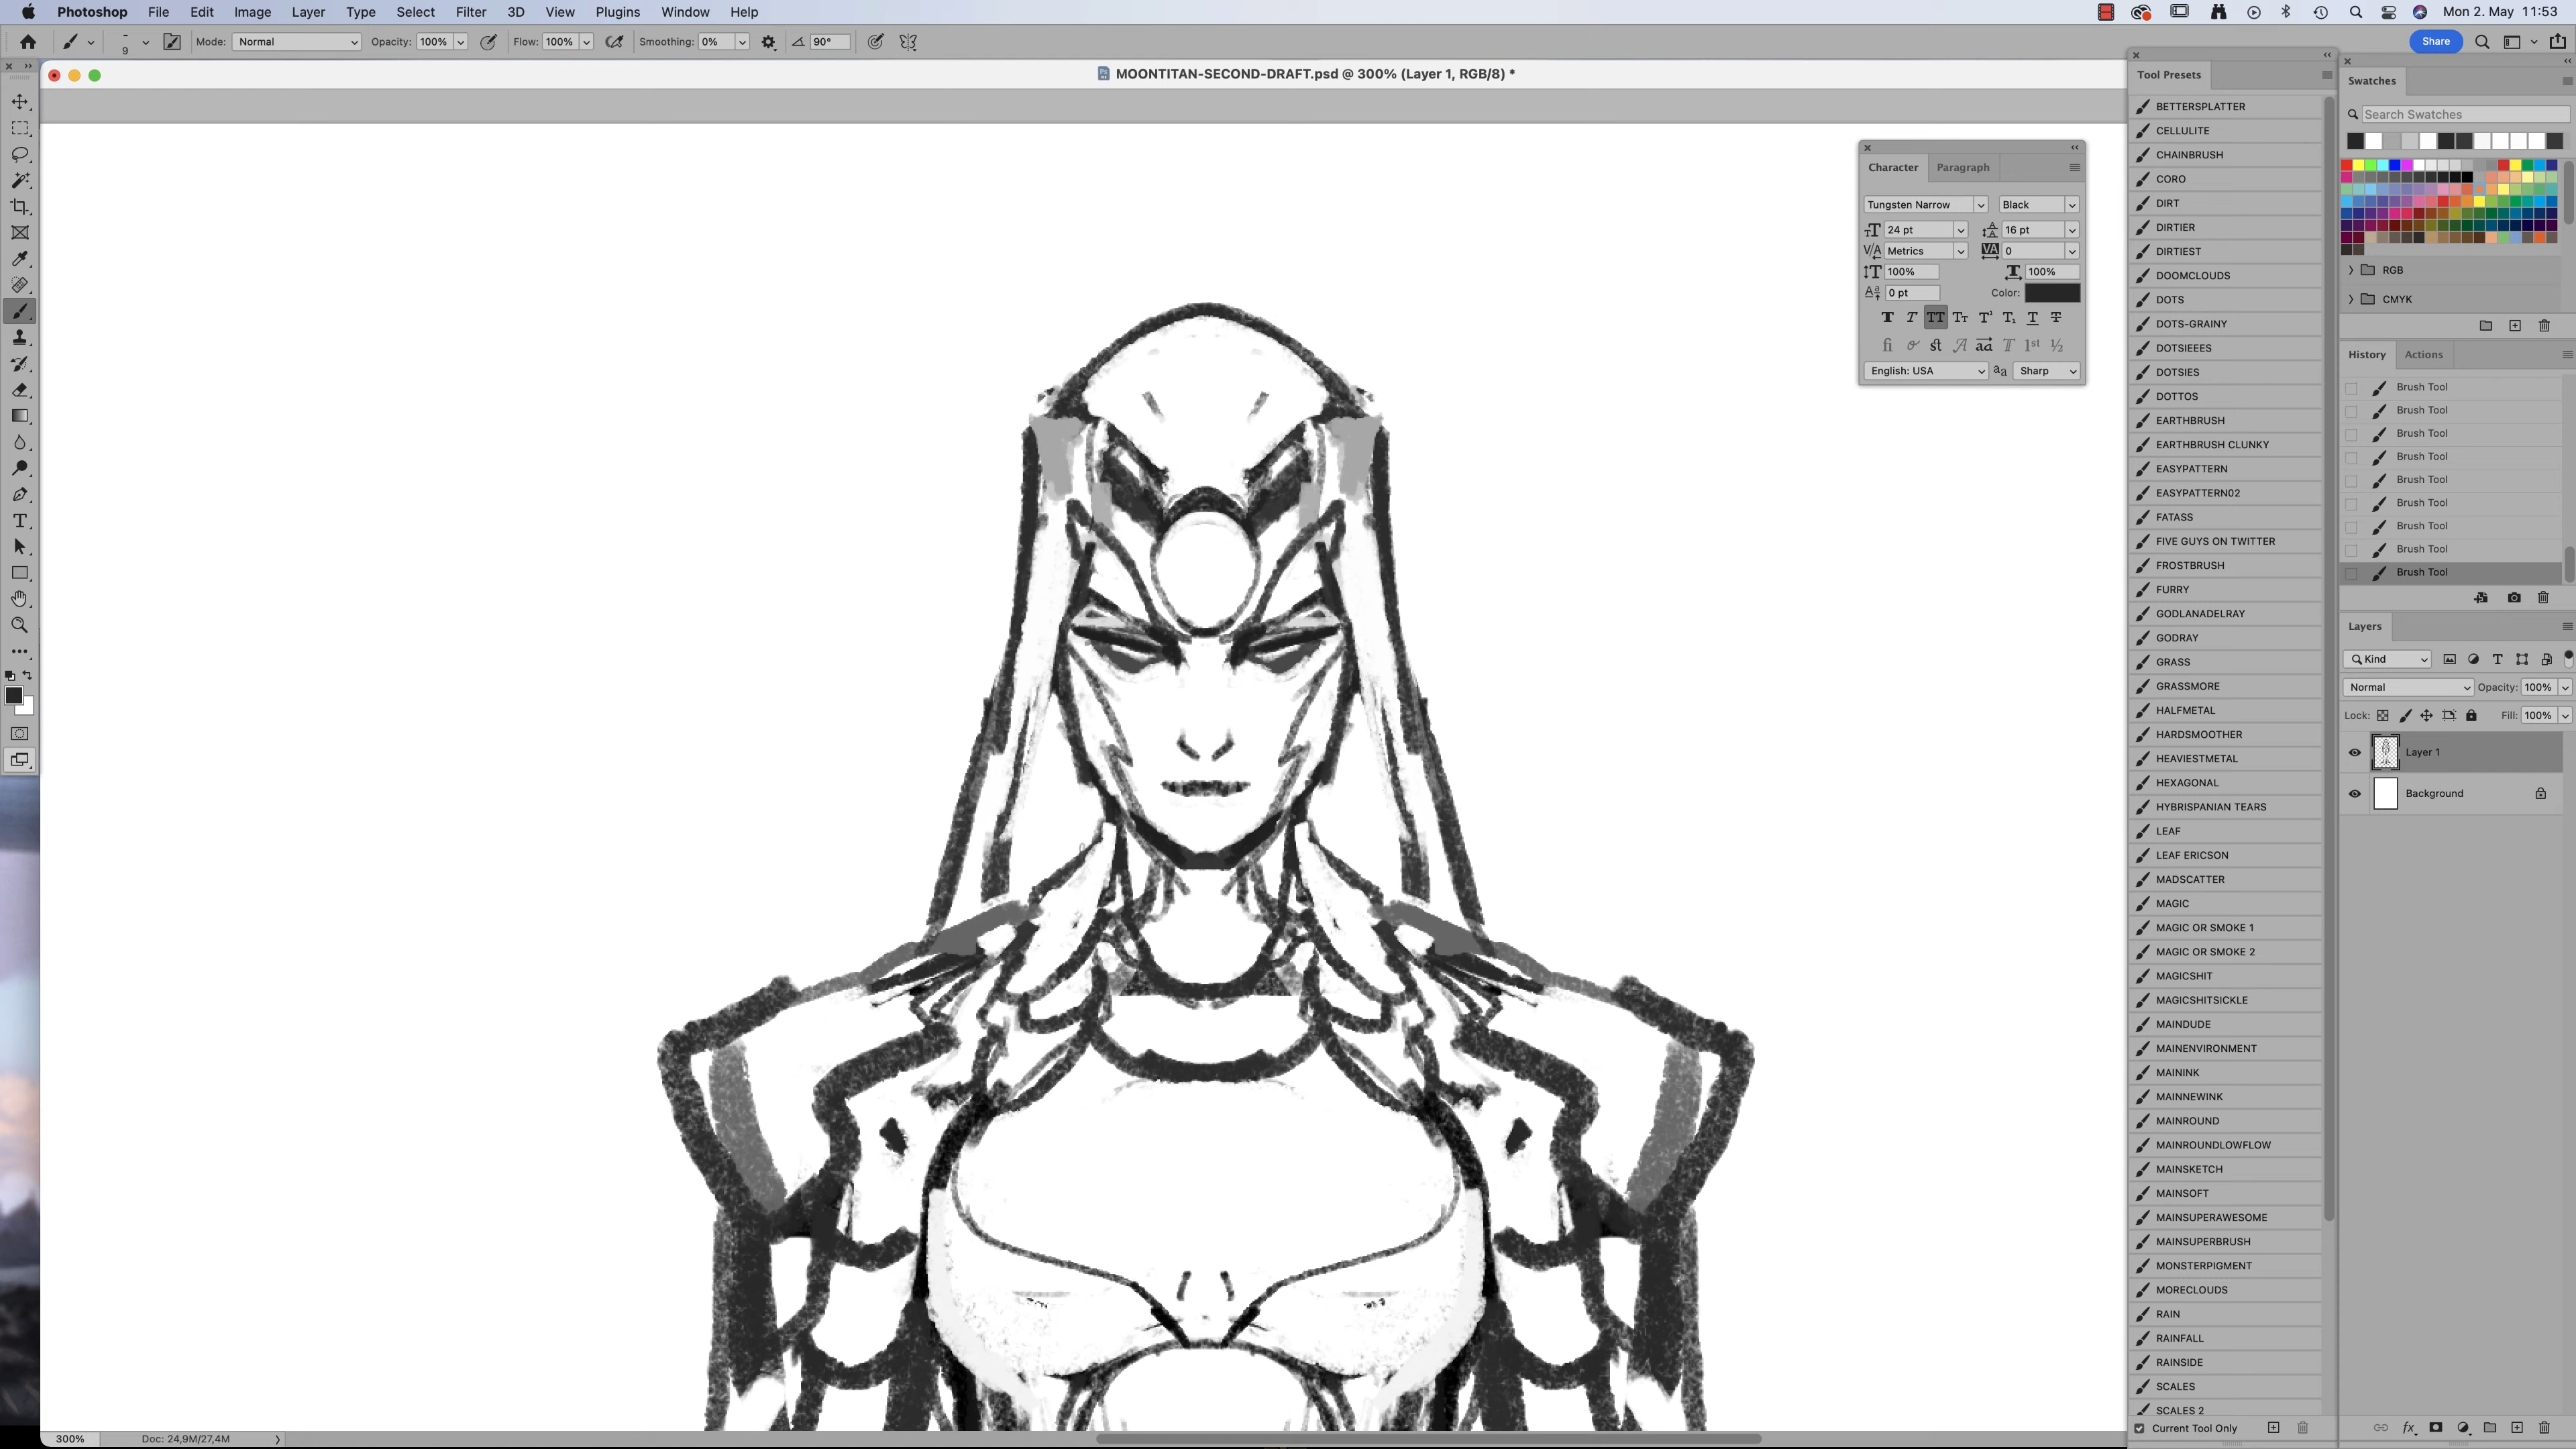 Photoshop File Edit Image Layer Type Select Filter 3D View Plugins Window Help Mon 2. May 11:53
9 Mode: Normal Opacity: 100% Flow: 100% Smoothing: 0% 90° Share
MOONTITAN-SECOND-DRAFT.psd @ 300% (Layer 1, RGB/8) *
Character Paragraph
Tungsten Narrow Black
24 pt 16 pt
Metrics 0
100% 100%
0 pt Color:
English: USA Sharp
Tool Presets
BETTERSPLATTER
CELLULITE
CHAINBRUSH
CORO
DIRT
DIRTIER
DIRTIEST
DOOMCLOUDS
DOTS
DOTS-GRAINY
DOTSIEEES
DOTSIES
DOTTOS
EARTHBRUSH
EARTHBRUSH CLUNKY
EASYPATTERN
EASYPATTERN02
FATASS
FIVE GUYS ON TWITTER
FROSTBRUSH
FURRY
GODLANADELRAY
GODRAY
GRASS
GRASSMORE
HALFMETAL
HARDSMOOTHER
HEAVIESTMETAL
HEXAGONAL
HYBRISPANIAN TEARS
LEAF
LEAF ERICSON
MADSCATTER
MAGIC
MAGIC OR SMOKE 1
MAGIC OR SMOKE 2
MAGICSHIT
MAGICSHITSICKLE
MAINDUDE
MAINENVIRONMENT
MAININK
MAINNEWINK
MAINROUND
MAINROUNDLOWFLOW
MAINSKETCH
MAINSOFT
MAINSUPERAWESOME
MAINSUPERBRUSH
MONSTERPIGMENT
MORECLOUDS
RAIN
RAINFALL
RAINSIDE
SCALES
SCALES 2
Current Tool Only
Swatches
Search Swatches
RGB
CMYK
History Actions
Brush Tool
Brush Tool
Brush Tool
Brush Tool
Brush Tool
Brush Tool
Brush Tool
Brush Tool
Brush Tool
Layers
Kind
Normal Opacity: 100%
Lock: Fill: 100%
Layer 1
Background
300% Doc: 24,9M/27,4M